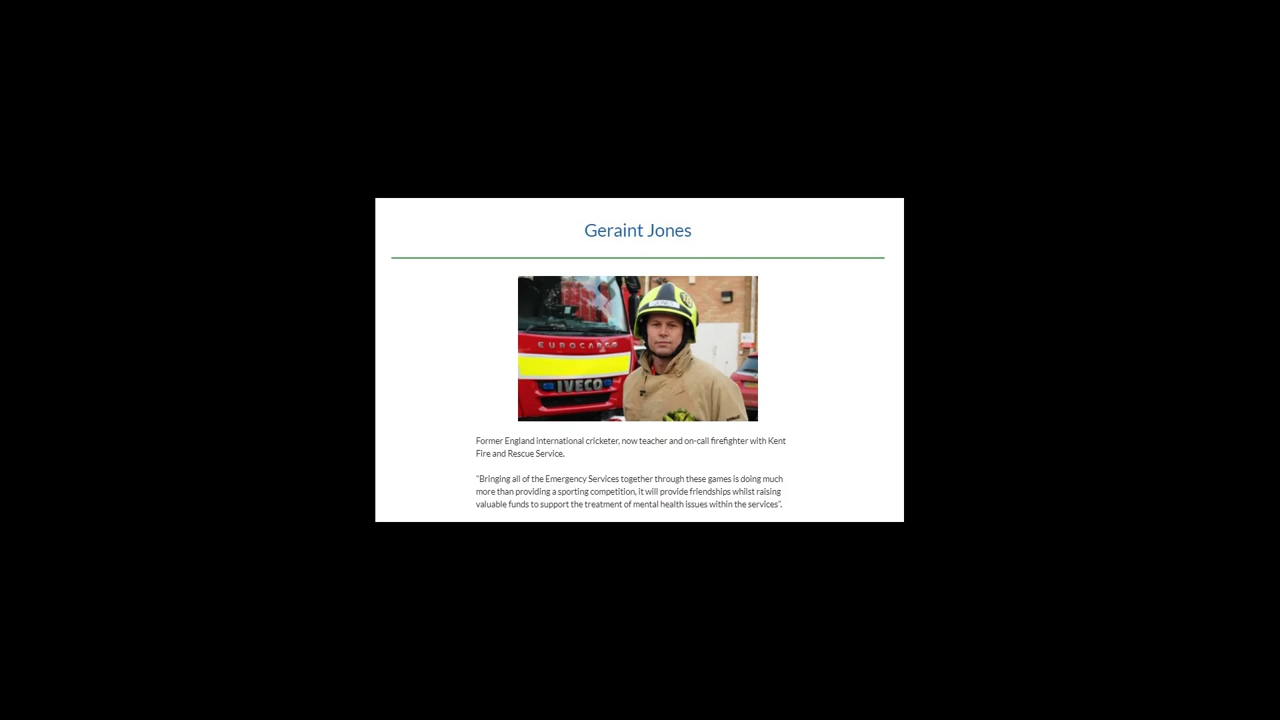 Geraint Jones
EUROCARGO
IVECO
Former England international cricketer, now teacher and on-call firefighter with Kent
Fire and Rescue Service.
"Bringing all of the Emergency Services together through these games is doing much
more than providing a sporting competition, it will provide friendships whilst raising
valuable funds to support the treatment of mental health issues within the services".